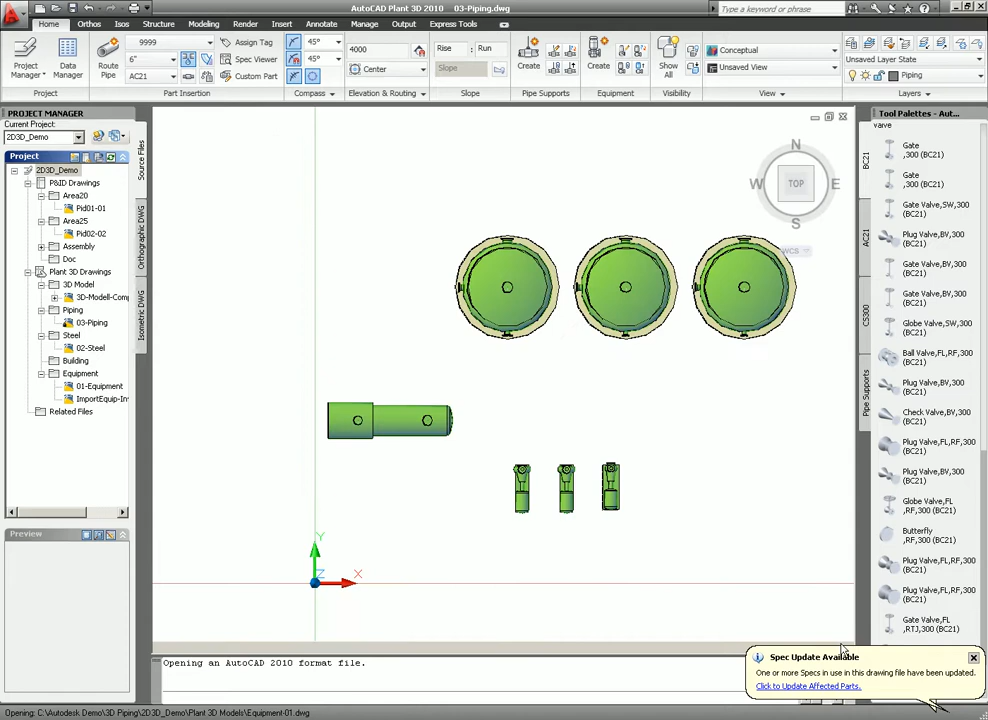 AutoCAD Plant 3D 2010 03-Piping.dwg
Type a keyword or phrase
Home Orthos Isos Structure Modeling Render Insert Annotate Manage Output Express Tools
Project
Manager
Data
Manager
Project
Route
Pipe
9999
6"
AC21
Assign Tag
Spec Viewer
Custom Part
Part Insertion
45°
45°
Compass
4000
Center
Elevation & Routing
Rise : Run
Slope
Slope
Create
Pipe Supports
Create
Equipment
Show
All
Visibility
Conceptual
Unsaved View
View
Unsaved Layer State
Piping
Layers
PROJECT MANAGER
Current Project:
2D3D_Demo
Project
2D3D_Demo
P&ID Drawings
Area20
Pid01-01
Area25
Pid02-02
Assembly
Doc
Plant 3D Drawings
3D Model
3D-Modell-Comp
Piping
03-Piping
Steel
02-Steel
Building
Equipment
01-Equipment
ImportEquip-In
Related Files
Preview
Source Files
Orthographic DWG
Isometric DWG
N
W TOP E
S
WCS
Y
Z X
Tool Palettes - Aut...
valve
BC21
AC21
CS300
Pipe Supports
Gate
,300 (BC21)
Gate
,300 (BC21)
Gate Valve,SW,300
(BC21)
Plug Valve,BV,300
(BC21)
Gate Valve,BV,300
(BC21)
Gate Valve,BV,300
(BC21)
Globe Valve,SW,300
(BC21)
Ball Valve,FL,RF,300
(BC21)
Plug Valve,BV,300
(BC21)
Check Valve,BV,300
(BC21)
Plug Valve,FL,RF,300
(BC21)
Plug Valve,BV,300
(BC21)
Globe Valve,FL
,RF,300 (BC21)
Butterfly
,RF,300 (BC21)
Plug Valve,FL,RF,300
(BC21)
Plug Valve,FL,RF,300
(BC21)
Gate Valve,FL
,RTJ,300 (BC21)
Opening an AutoCAD 2010 format file.
Spec Update Available
One or more Specs in use in this drawing file have been updated.
Click to Update Affected Parts.
Opening: C:\Autodesk Demo\3D Piping\2D3D_Demo\Plant 3D Models\Equipment-01.dwg